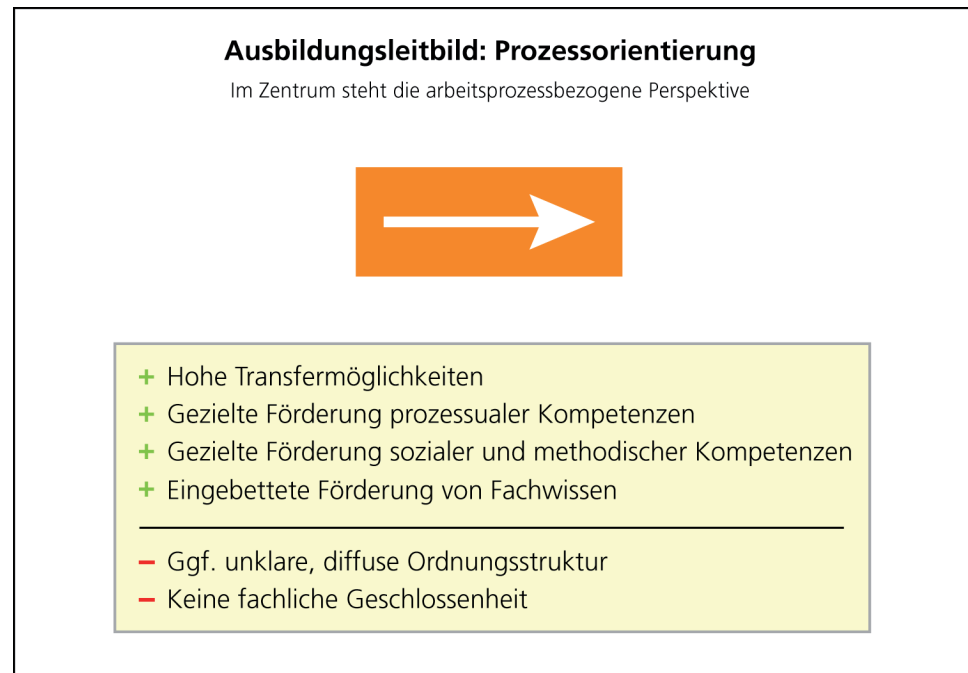 Ausbildungsleitbild: Prozessorientierung
Im Zentrum steht die arbeitsprozessbezogene Perspektive
+ Hohe Transfermöglichkeiten
+ Gezielte Förderung prozessualer Kompetenzen
+ Gezielte Förderung sozialer und methodischer Kompetenzen
+ Eingebettete Förderung von Fachwissen
– Ggf. unklare, diffuse Ordnungsstruktur
– Keine fachliche Geschlossenheit